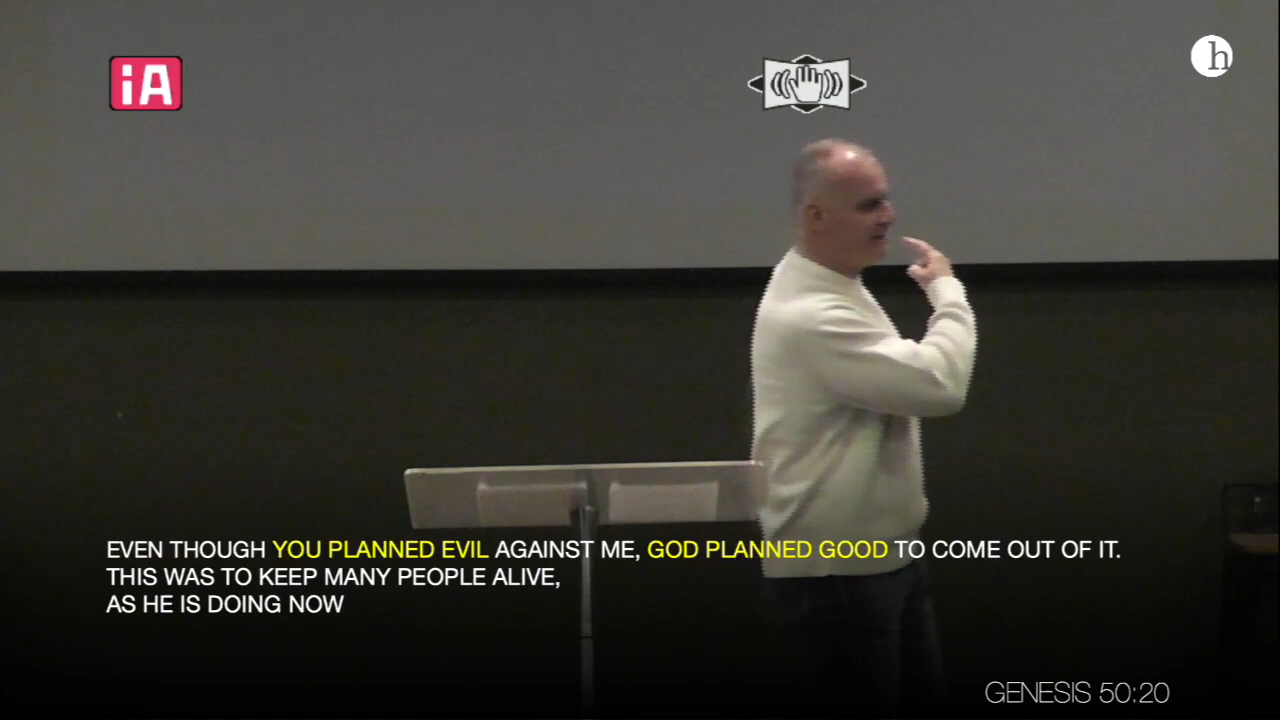 iA
h
EVEN THOUGH YOU PLANNED EVIL AGAINST ME, GOD PLANNED GOOD TO COME OUT OF IT.
THIS WAS TO KEEP MANY PEOPLE ALIVE,
AS HE IS DOING NOW
GENESIS 50:20